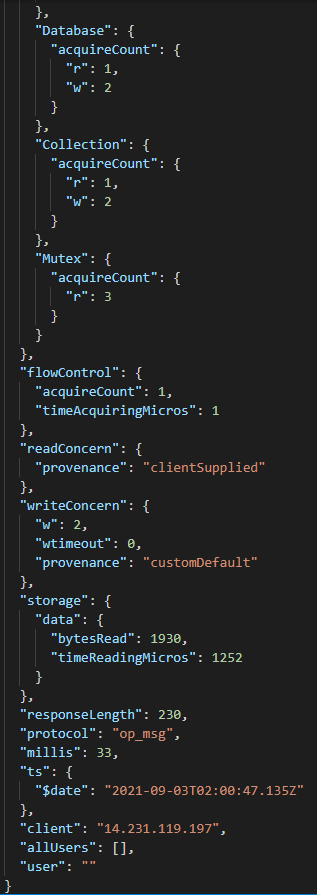 },
"Database": {
"acquireCount": {
"r": 1,
"w": 2
}
},
"Collection": {
"acquireCount": {
"r": 1,
"w": 2
}
},
"Mutex": {
"acquireCount": {
"r": 3
}
}
},
"flowControl": {
"acquireCount": 1,
"timeAcquiringMicros": 1
},
"readConcern": {
"provenance": "clientSupplied"
},
"writeConcern": {
"w": 2,
"wtimeout": 0,
"provenance": "customDefault"
},
"storage": {
"data": {
"bytesRead": 1930,
"timeReadingMicros": 1252
}
},
"responseLength": 230,
"protocol": "op_msg",
"millis": 33,
"ts": {
"$date": "2021-09-03T02:00:47.135Z"
},
"client": "14.231.119.197",
"allUsers": [],
"user": ""
}